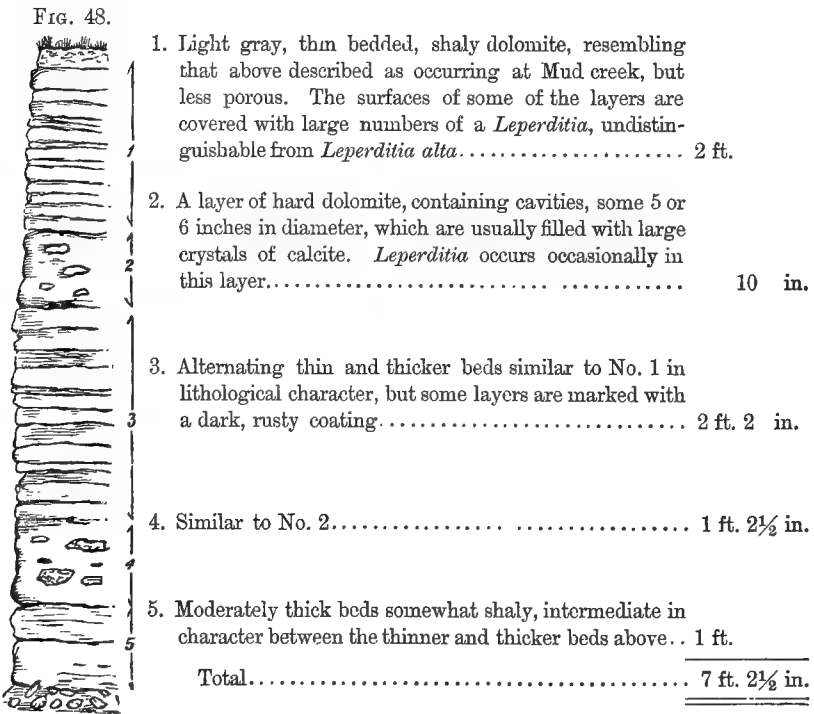 FIG. 48.
1. Light gray, thin bedded, shaly dolomite, resembling
that above described as occurring at Mud creek, but
less porous. The surfaces of some of the layers are
covered with large numbers of a Leperditia, undistin-
guishable from Leperditia alta...................... 2 ft.
1
2. A layer of hard dolomite, containing cavities, some 5 or
6 inches in diameter, which are usually filled with large
crystals of calcite. Leperditia occurs occasionally in
this layer............................ ............ 10 in.
2
3. Alternating thin and thicker beds similar to No. 1 in
lithological character, but some layers are marked with
a dark, rusty coating.............................. 2 ft. 2 in.
3
4. Similar to No. 2................ ................ 1 ft. 2½ in.
4
5. Moderately thick beds somewhat shaly, intermediate in
character between the thinner and thicker beds above.. 1 ft.
5
Total.......................................... 7 ft. 2½ in.